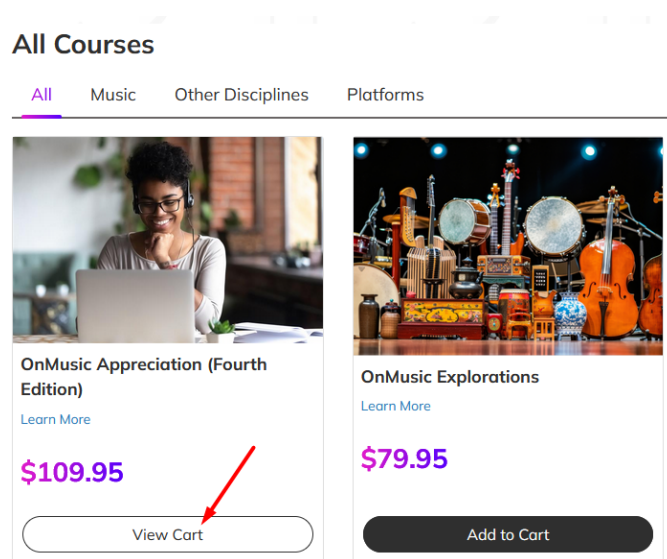 All Courses
All Music Other Disciplines Platforms
OnMusic Appreciation (Fourth
Edition)
Learn More
$109.95
View Cart
OnMusic Explorations
Learn More
$79.95
Add to Cart